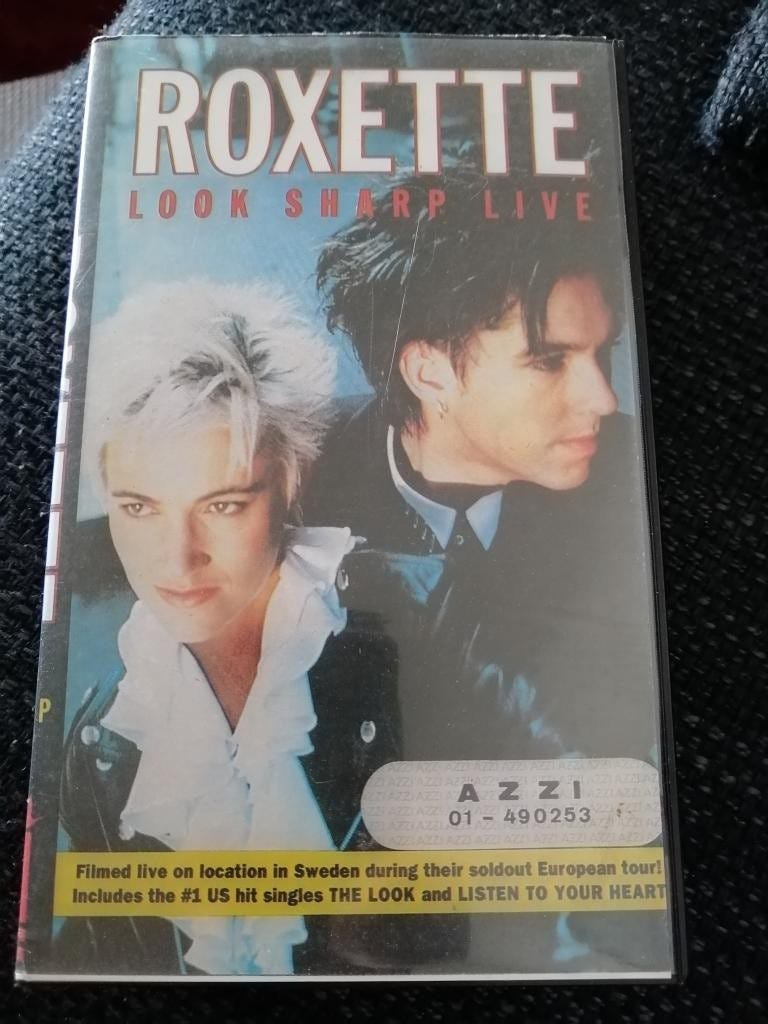 ROXETTE
LOOK SHARP LIVE
P
AZZI
01 - 490253
Filmed live on location in Sweden during their soldout European tour!
Includes the #1 US hit singles THE LOOK and LISTEN TO YOUR HEART